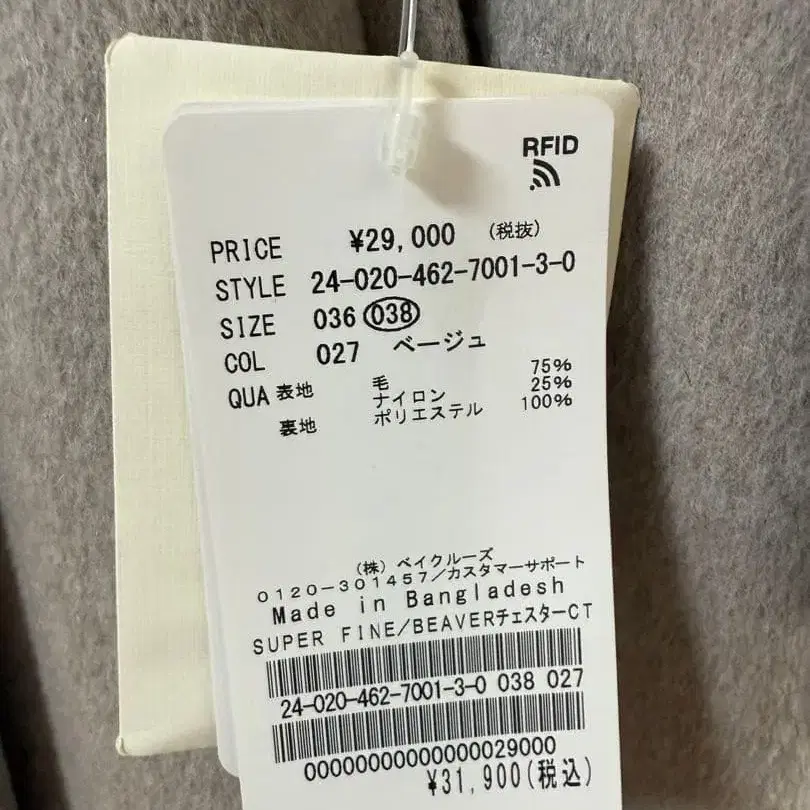 RFID
PRICE ¥29,000 (税抜)
STYLE 24-020-462-7001-3-0
SIZE 036 038
COL 027 ベージュ
QUA 表地 毛 75%
ナイロン 25%
裏地 ポリエステル 100%
(株) ベイクルーズ
0120-301457/カスタマーサポート
Made in Bangladesh
SUPER FINE/BEAVERチェスターCT
24-020-462-7001-3-0 038 027
00000000000000029000
¥31,900(税込)